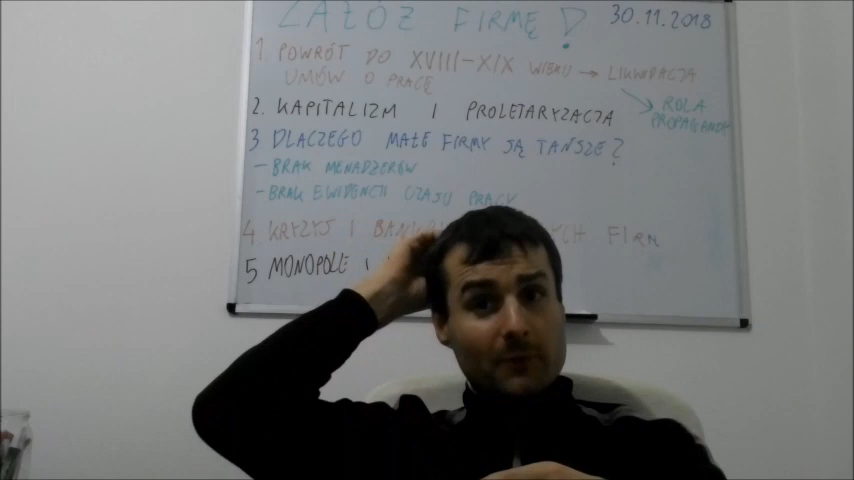 ZAŁÓŻ FIRMĘ! 30.11.2018
1. POWRÓT DO XVIII-XIX WIEKU → LIKWIDACJA
UMÓW O PRACĘ
ROLA
PROPAGANDY
2. KAPITALIZM I PROLETARYZACJA
3 DLACZEGO MAŁE FIRMY SĄ TAŃSZE?
- BRAK MENADŻERÓW
- BRAK EWIDENCJI CZASU PRACY
4. KRYZYS I FIRM
5 MONOPOLE I